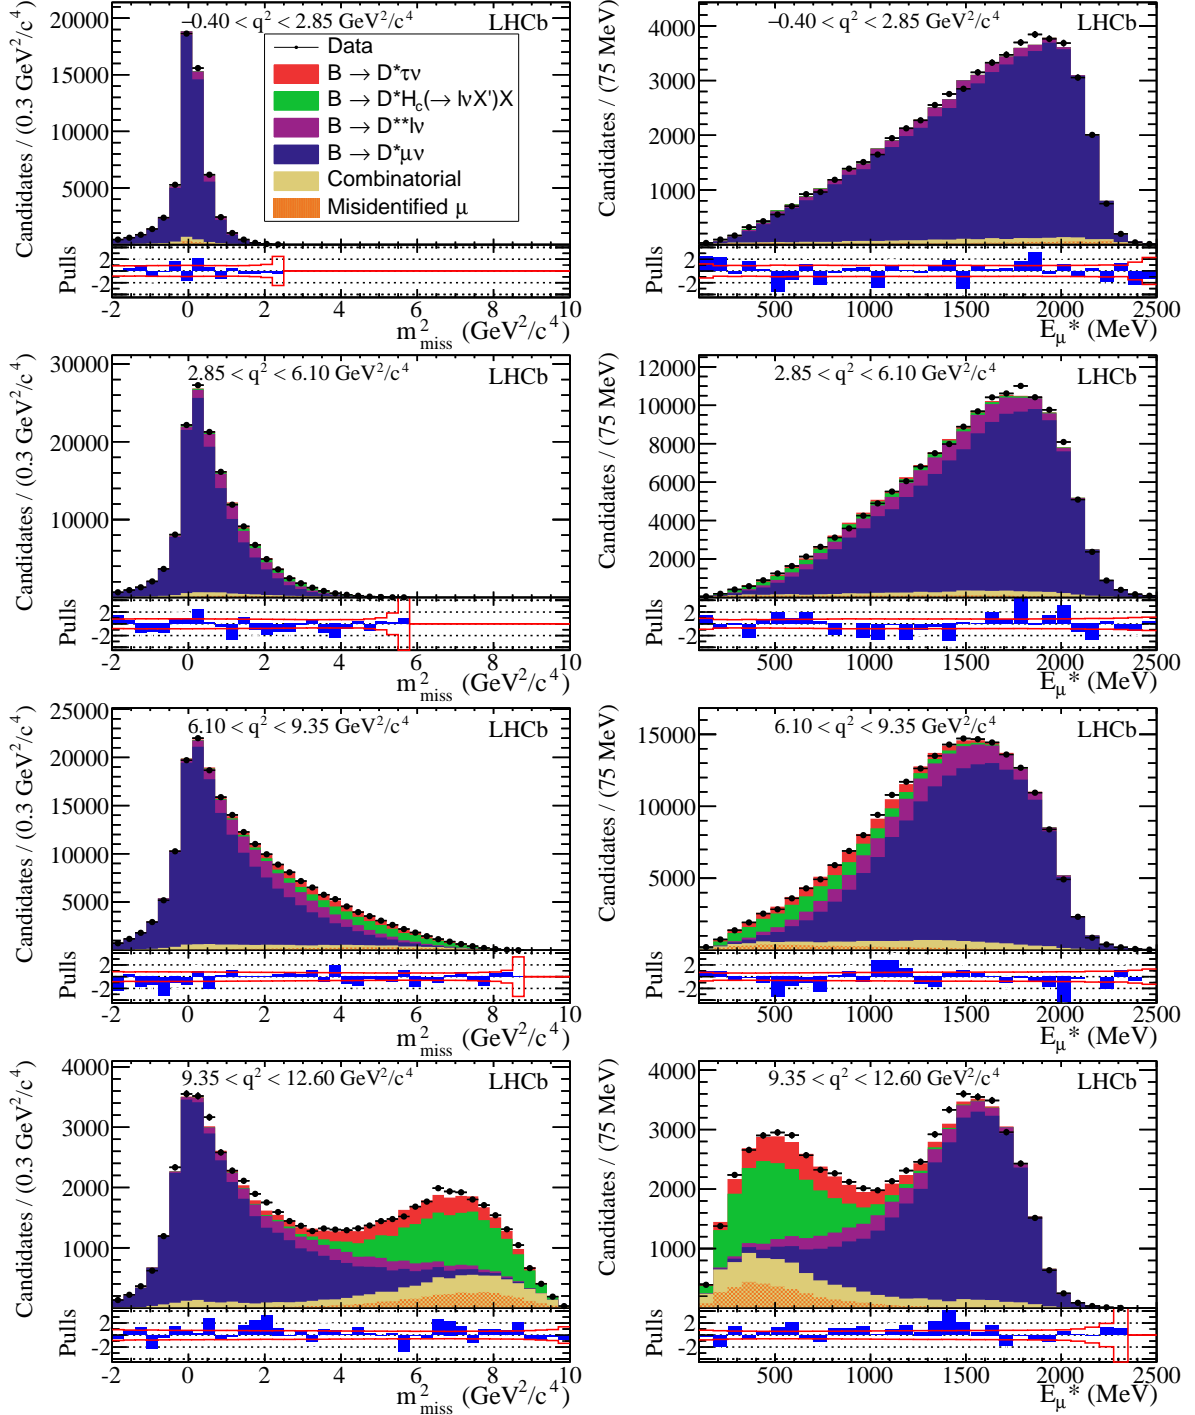 −0.40 < q² < 2.85 GeV²/c⁴
LHCb
Candidates / (0.3 GeV²/c⁴)
20000
15000
10000
5000
Data
B → D*τν
B → D*H_c(→ lνX')X
B → D**lν
B → D*μν
Combinatorial
Misidentified μ
Pulls
2
-2
-2 0 2 4 6 8 10
m²_miss (GeV²/c⁴)
−0.40 < q² < 2.85 GeV²/c⁴
LHCb
Candidates / (75 MeV)
4000
3000
2000
1000
Pulls
2
-2
500 1000 1500 2000 2500
E_μ* (MeV)
2.85 < q² < 6.10 GeV²/c⁴
LHCb
Candidates / (0.3 GeV²/c⁴)
30000
20000
10000
Pulls
2
-2
-2 0 2 4 6 8 10
m²_miss (GeV²/c⁴)
2.85 < q² < 6.10 GeV²/c⁴
LHCb
Candidates / (75 MeV)
12000
10000
8000
6000
4000
2000
Pulls
2
-2
500 1000 1500 2000 2500
E_μ* (MeV)
6.10 < q² < 9.35 GeV²/c⁴
LHCb
Candidates / (0.3 GeV²/c⁴)
25000
20000
15000
10000
5000
Pulls
2
-2
-2 0 2 4 6 8 10
m²_miss (GeV²/c⁴)
6.10 < q² < 9.35 GeV²/c⁴
LHCb
Candidates / (75 MeV)
15000
10000
5000
Pulls
2
-2
500 1000 1500 2000 2500
E_μ* (MeV)
9.35 < q² < 12.60 GeV²/c⁴
LHCb
Candidates / (0.3 GeV²/c⁴)
4000
3000
2000
1000
Pulls
2
-2
-2 0 2 4 6 8 10
m²_miss (GeV²/c⁴)
9.35 < q² < 12.60 GeV²/c⁴
LHCb
Candidates / (75 MeV)
4000
3000
2000
1000
Pulls
2
-2
500 1000 1500 2000 2500
E_μ* (MeV)